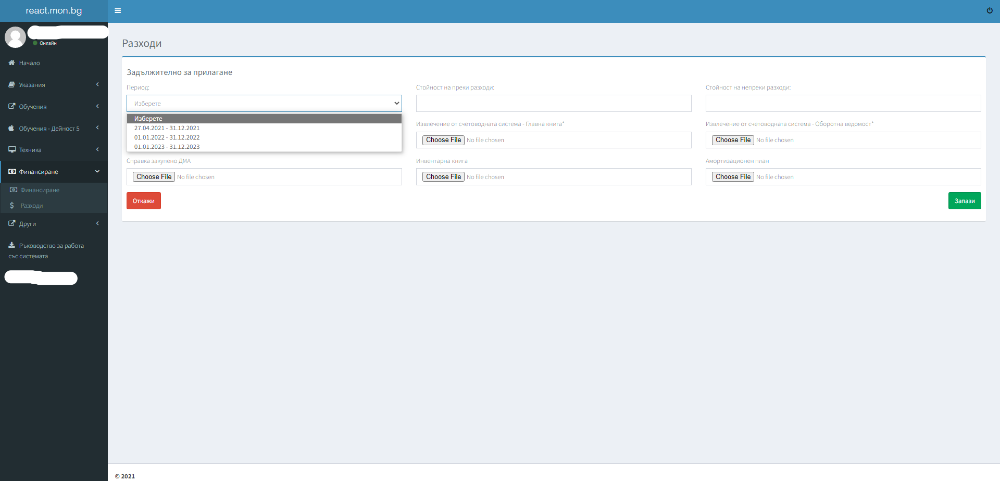 react.mon.bg
Онлайн
Начало
Указания
Обучения
Обучения - Дейност 5
Техника
Финансиране
Финансиране
Разходи
Други
Ръководство за работа
със системата
Разходи
Задължително за прилагане
Период:
Изберете
Изберете
27.04.2021 - 31.12.2021
01.01.2022 - 31.12.2022
01.01.2023 - 31.12.2023
Стойност на преки разходи:
Стойност на непреки разходи:
Извлечение от счетоводната система - Главна книга*
Choose File No file chosen
Извлечение от счетоводната система - Оборотна ведомост*
Choose File No file chosen
Справка закупено ДМА
Choose File No file chosen
Инвентарна книга
Choose File No file chosen
Амортизационен план
Choose File No file chosen
Откажи
Запази
© 2021